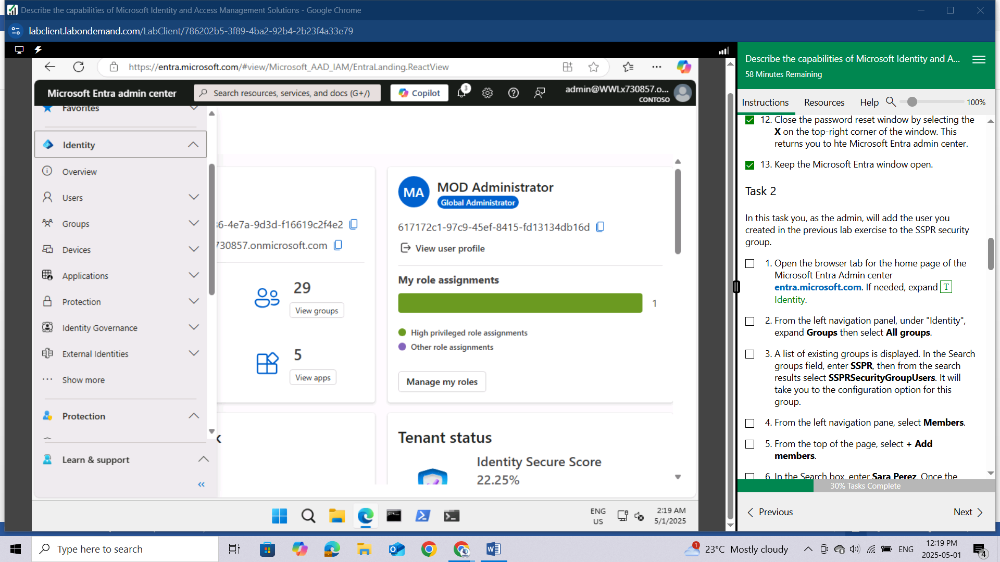 Describe the capabilities of Microsoft Identity and Access Management Solutions - Google Chrome
labclient.labondemand.com/LabClient/786202b5-3f89-4ba2-92b4-2b23f4a33e79
https://entra.microsoft.com/#view/Microsoft_AAD_IAM/EntraLanding.ReactView
Microsoft Entra admin center
Search resources, services, and docs (G+/)
Copilot
3
admin@WWLx730857.o...
CONTOSO
Favorites
Identity
Overview
Users
Groups
Devices
Applications
Protection
Identity Governance
External Identities
Show more
Protection
Learn & support
6-4e7a-9d3d-f16619c2f4e2
730857.onmicrosoft.com
29
View groups
5
View apps
MA
MOD Administrator
Global Administrator
617172c1-97c9-45ef-8415-fd13134db16d
View user profile
My role assignments
1
High privileged role assignments
Other role assignments
Manage my roles
Tenant status
Identity Secure Score
22.25%
ENG
US
2:19 AM
5/1/2025
Describe the capabilities of Microsoft Identity and A...
58 Minutes Remaining
Instructions
Resources
Help
100%
12. Close the password reset window by selecting the
X on the top-right corner of the window. This
returns you to hte Microsoft Entra admin center.
13. Keep the Microsoft Entra window open.
Task 2
In this task you, as the admin, will add the user you
created in the previous lab exercise to the SSPR security
group.
1. Open the browser tab for the home page of the
Microsoft Entra Admin center
entra.microsoft.com. If needed, expand T
Identity.
2. From the left navigation panel, under "Identity",
expand Groups then select All groups.
3. A list of existing groups is displayed. In the Search
groups field, enter SSPR, then from the search
results select SSPRSecurityGroupUsers. It will
take you to the configuration option for this
group.
4. From the left navigation pane, select Members.
5. From the top of the page, select + Add
members.
6. In the Search box, enter Sara Perez. Once the
30% Tasks Complete
Previous
Next
Type here to search
1
23°C Mostly cloudy
ENG
12:19 PM
2025-05-01
4